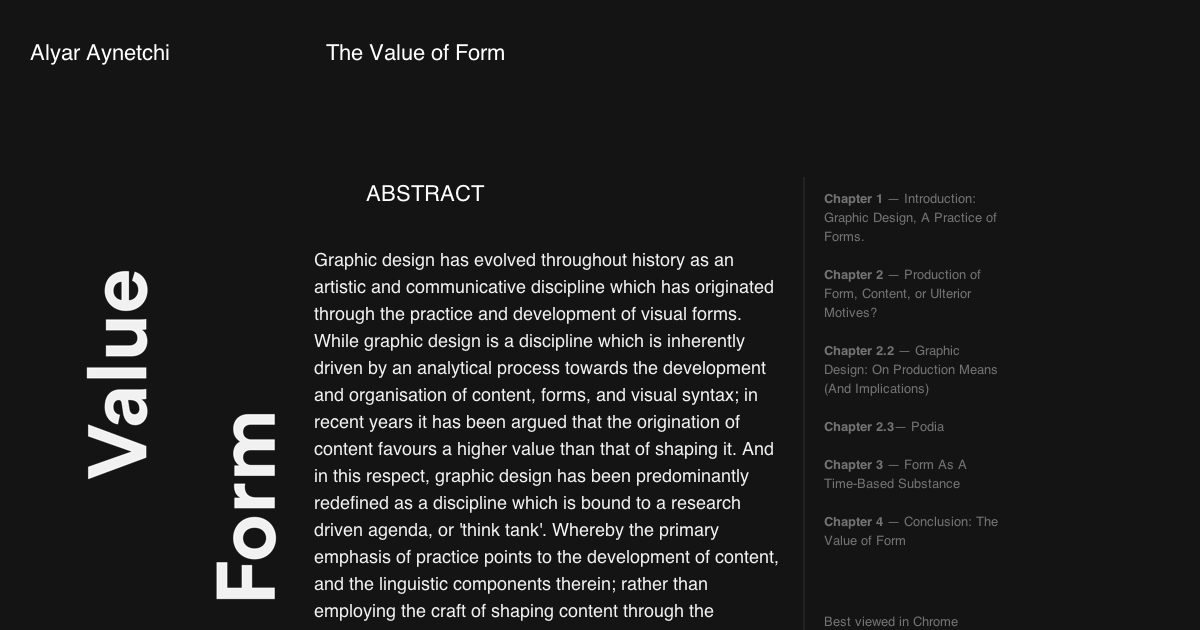 Alyar Aynetchi
The Value of Form
Value
Form
ABSTRACT
Graphic design has evolved throughout history as an
artistic and communicative discipline which has originated
through the practice and development of visual forms.
While graphic design is a discipline which is inherently
driven by an analytical process towards the development
and organisation of content, forms, and visual syntax; in
recent years it has been argued that the origination of
content favours a higher value than that of shaping it. And
in this respect, graphic design has been predominantly
redefined as a discipline which is bound to a research
driven agenda, or 'think tank'. Whereby the primary
emphasis of practice points to the development of content,
and the linguistic components therein; rather than
employing the craft of shaping content through the
Chapter 1 — Introduction:
Graphic Design, A Practice of
Forms.
Chapter 2 — Production of
Form, Content, or Ulterior
Motives?
Chapter 2.2 — Graphic
Design: On Production Means
(And Implications)
Chapter 2.3— Podia
Chapter 3 — Form As A
Time-Based Substance
Chapter 4 — Conclusion: The
Value of Form
Best viewed in Chrome